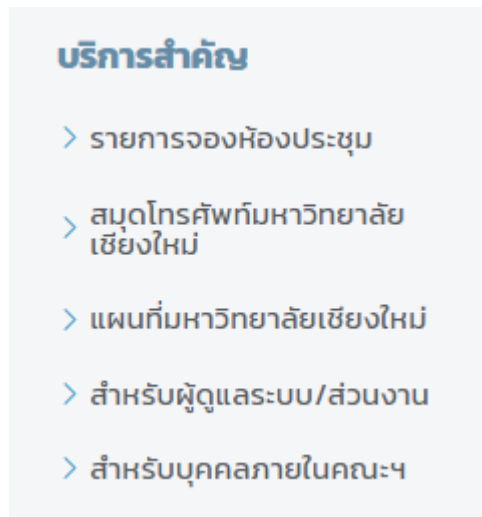 บริการสำคัญ
รายการจองห้องประชุม
สมุดโทรศัพท์มหาวิทยาลัย
เชียงใหม่
แผนที่มหาวิทยาลัยเชียงใหม่
สำหรับผู้ดูแลระบบ/ส่วนงาน
สำหรับบุคคลภายในคณะฯ